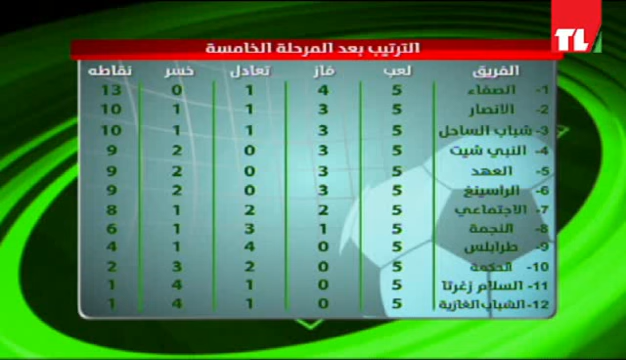 TL
الترتيب بعد المرحلة الخامسة
الفريق لعب فاز تعادل خسر نقاطه
1- الصفاء 5 4 1 0 13
2- الانصار 5 3 1 1 10
3- شباب الساحل 5 3 1 1 10
4- النبي شيت 5 3 0 2 9
5- العهد 5 3 0 2 9
6- الراسينغ 5 3 0 2 9
7- الاجتماعي 5 2 2 1 8
8- النجمة 5 1 3 1 6
9- طرابلس 5 0 4 1 4
10- الحكمة 5 0 2 3 2
11- السلام زغرتا 5 0 1 4 1
12- الشباب الغازية 5 0 1 4 1